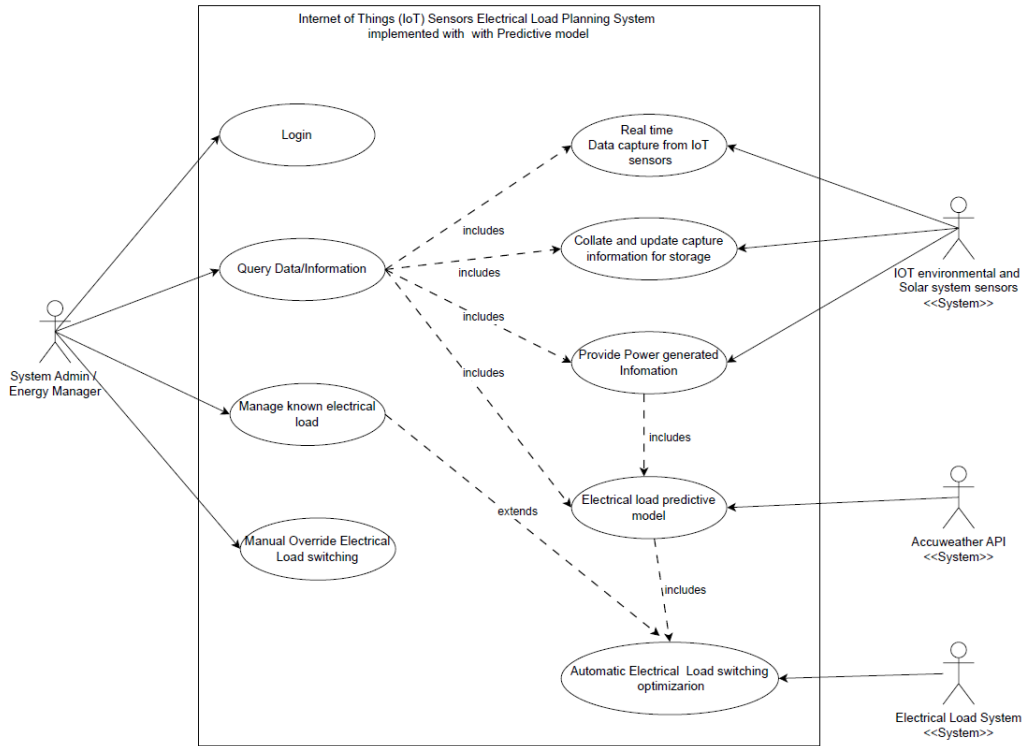 Internet of Things (IoT) Sensors Electrical Load Planning System
implemented with with Predictive model
Login
Real time
Data capture from IoT
sensors
includes
Query Data/Information
includes
Collate and update capture
information for storage
IOT environmental and
Solar system sensors
<<System>>
includes
System Admin /
Energy Manager
includes
Provide Power generated
Infomation
Manage known electrical
load
includes
extends
Electrical load predictive
model
Manual Override Electrical
Load switching
Accuweather API
<<System>>
includes
Automatic Electrical Load switching
optimizarion
Electrical Load System
<<System>>